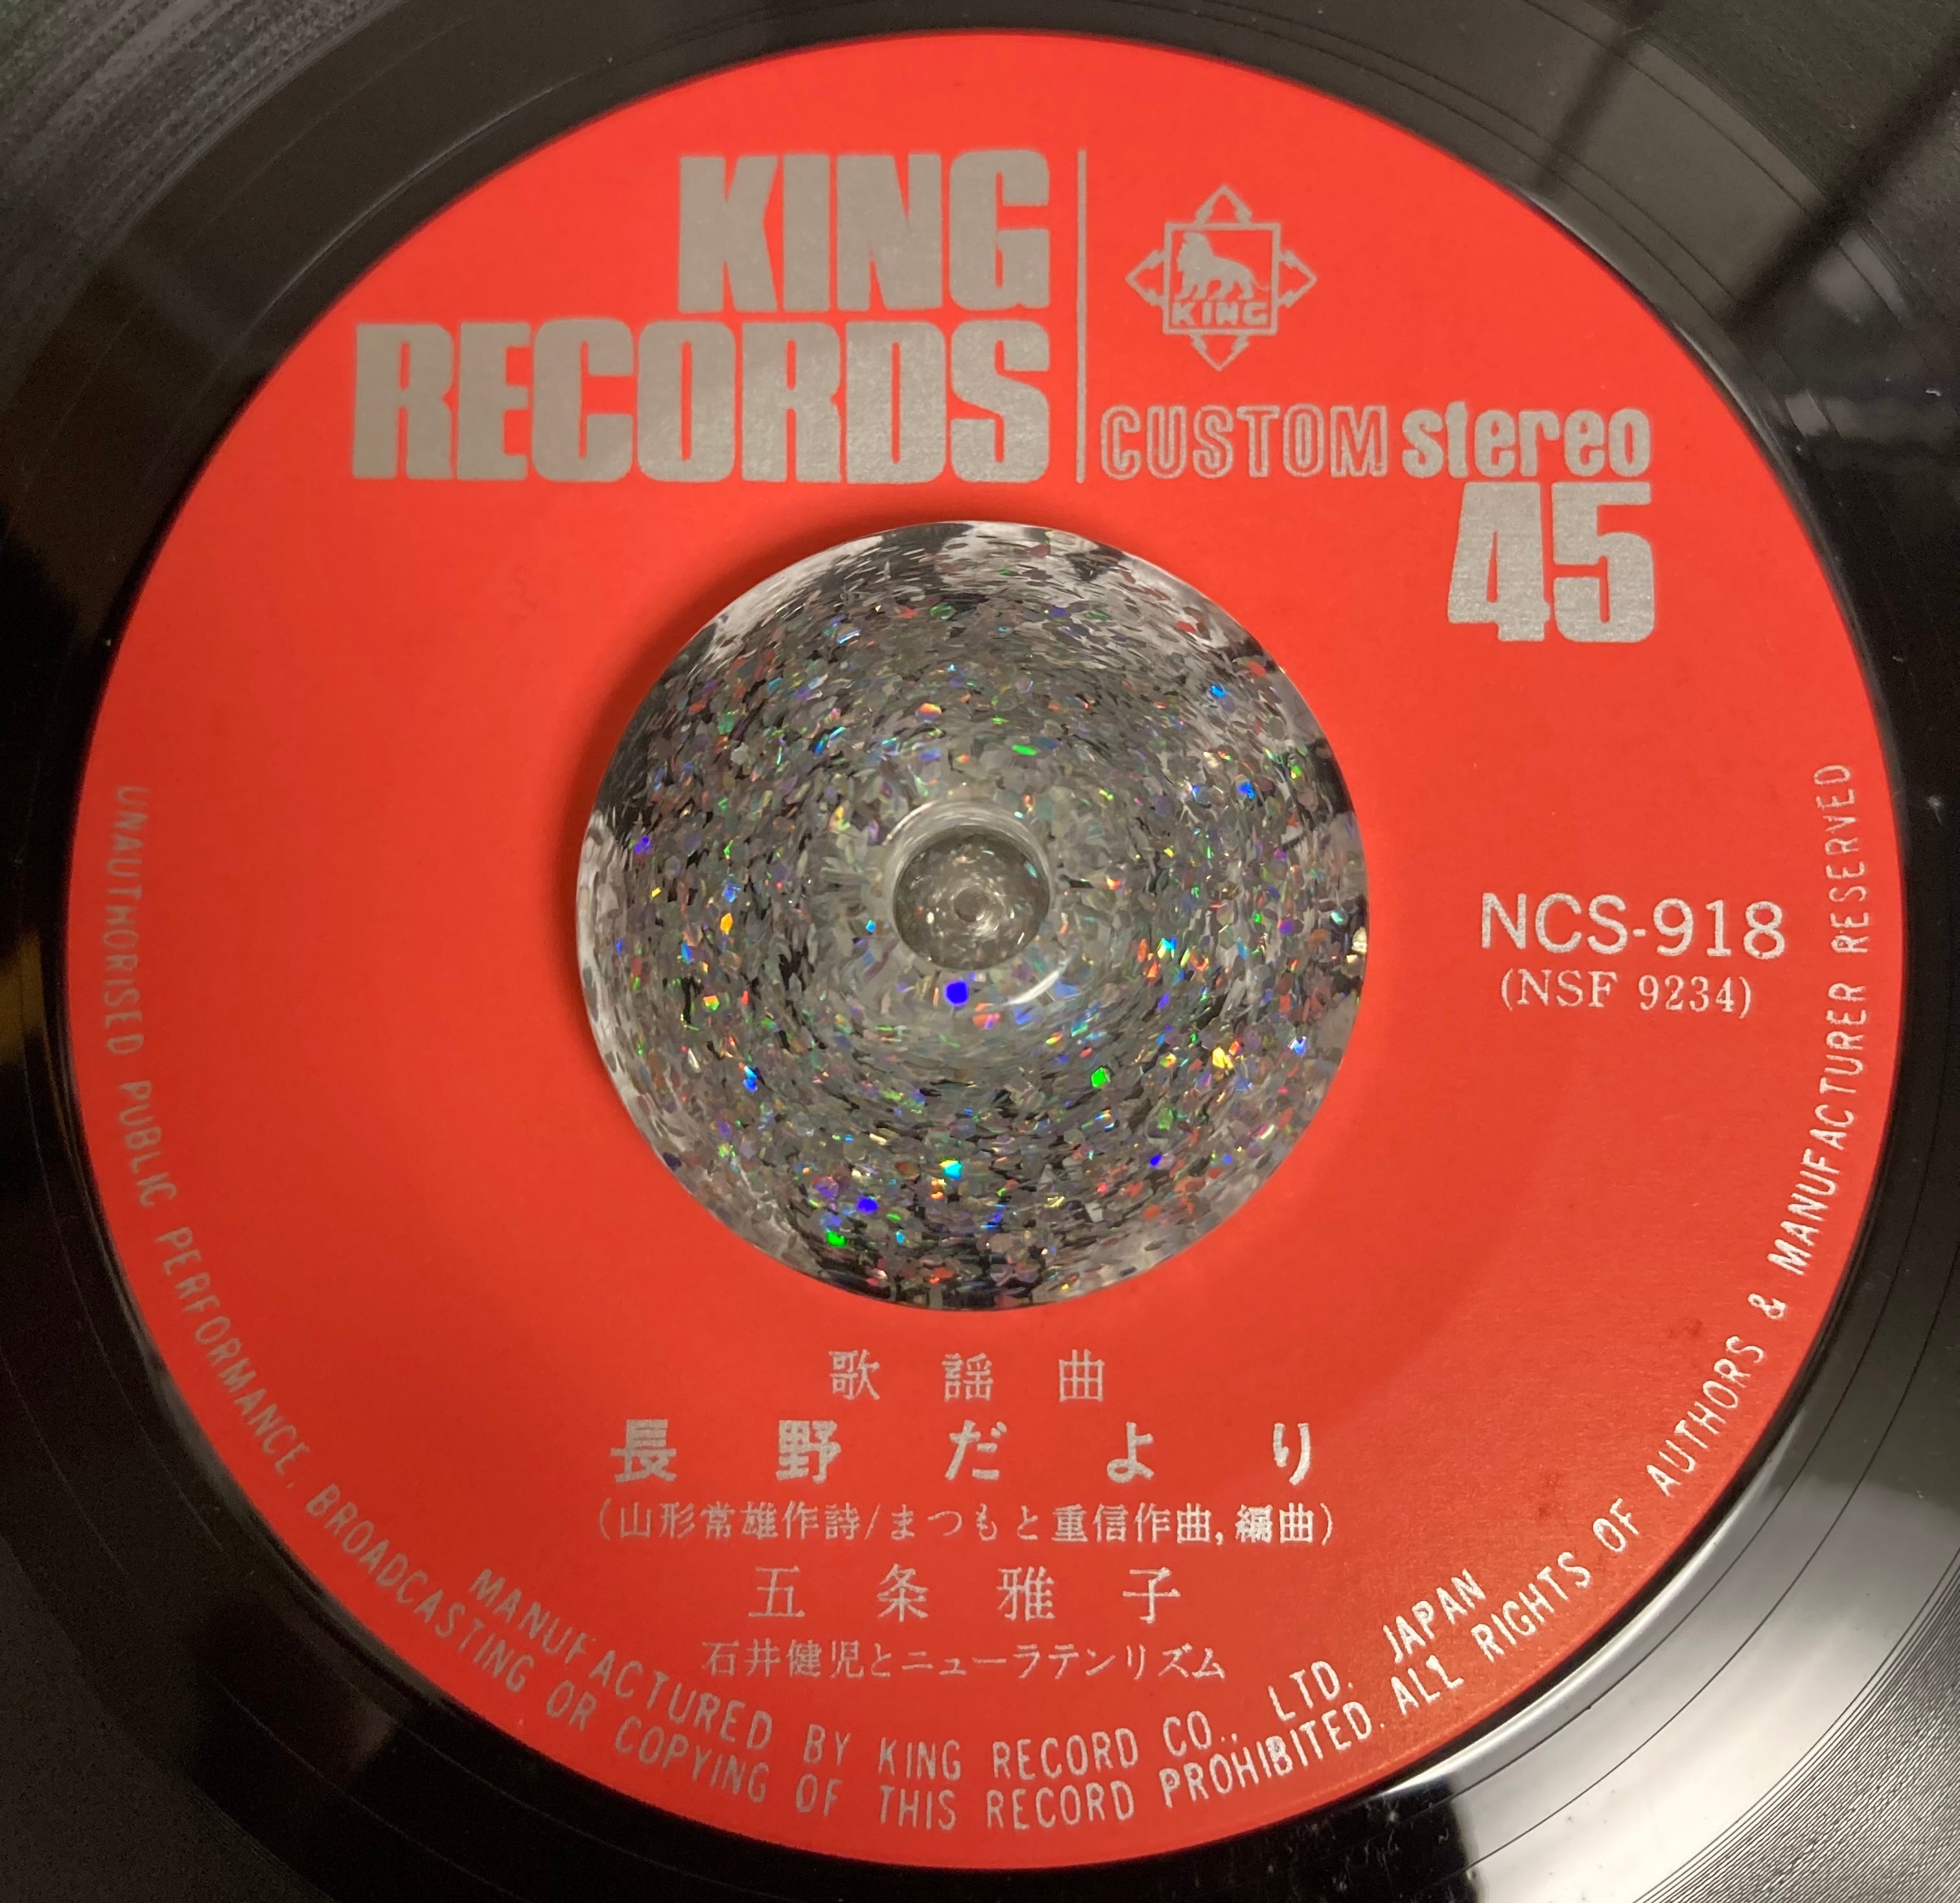 KING
RECORDS
KING
CUSTOM stereo
45
NCS-918
(NSF 9234)
歌謡曲
長野だより
(山形常雄作詩/まつもと重信作曲,編曲)
五条雅子
石井健児とニューラテンリズム
MANUFACTURED BY KING RECORD CO., LTD. JAPAN
UNAUTHORISED PUBLIC PERFORMANCE, BROADCASTING OR COPYING OF THIS RECORD PROHIBITED. ALL RIGHTS OF AUTHORS & MANUFACTURER RESERVED